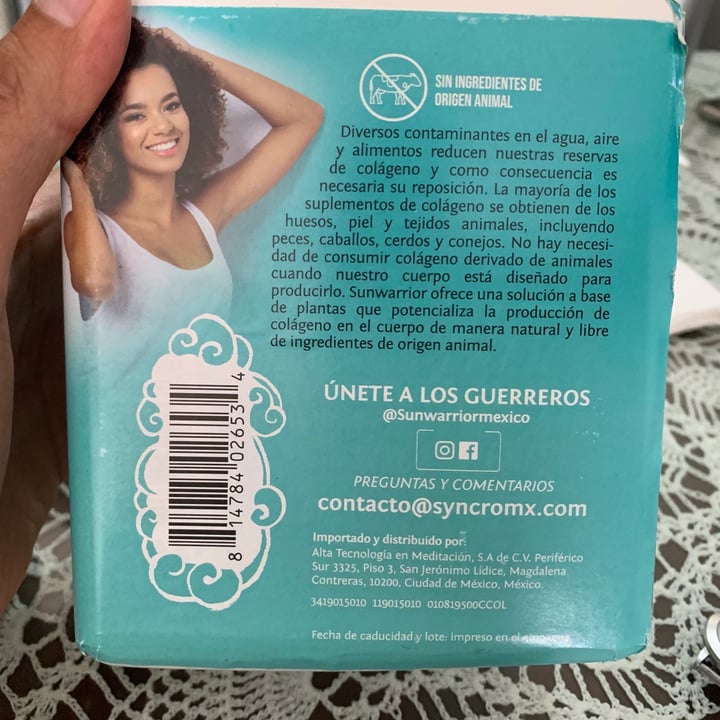 SIN INGREDIENTES DE
ORIGEN ANIMAL
Diversos contaminantes en el agua, aire
y alimentos reducen nuestras reservas
de colágeno y como consecuencia es
necesaria su reposición. La mayoría de los
suplementos de colágeno se obtienen de los
huesos, piel y tejidos animales, incluyendo
peces, caballos, cerdos y conejos. No hay necesi-
dad de consumir colágeno derivado de animales
cuando nuestro cuerpo está diseñado para
producirlo. Sunwarrior ofrece una solución a base
de plantas que potencializa la producción de
colágeno en el cuerpo de manera natural y libre
de ingredientes de origen animal.
ÚNETE A LOS GUERREROS
@Sunwarriormexico
PREGUNTAS Y COMENTARIOS
contacto@syncromx.com
Importado y distribuido por:
Alta Tecnología en Meditación, S.A de C.V. Periférico
Sur 3325, Piso 3, San Jerónimo Lídice, Magdalena
Contreras, 10200, Ciudad de México, México.
3419015010 119015010 010819500CCOL
Fecha de caducidad y lote: impreso en el empaque
8 14784 02653 4